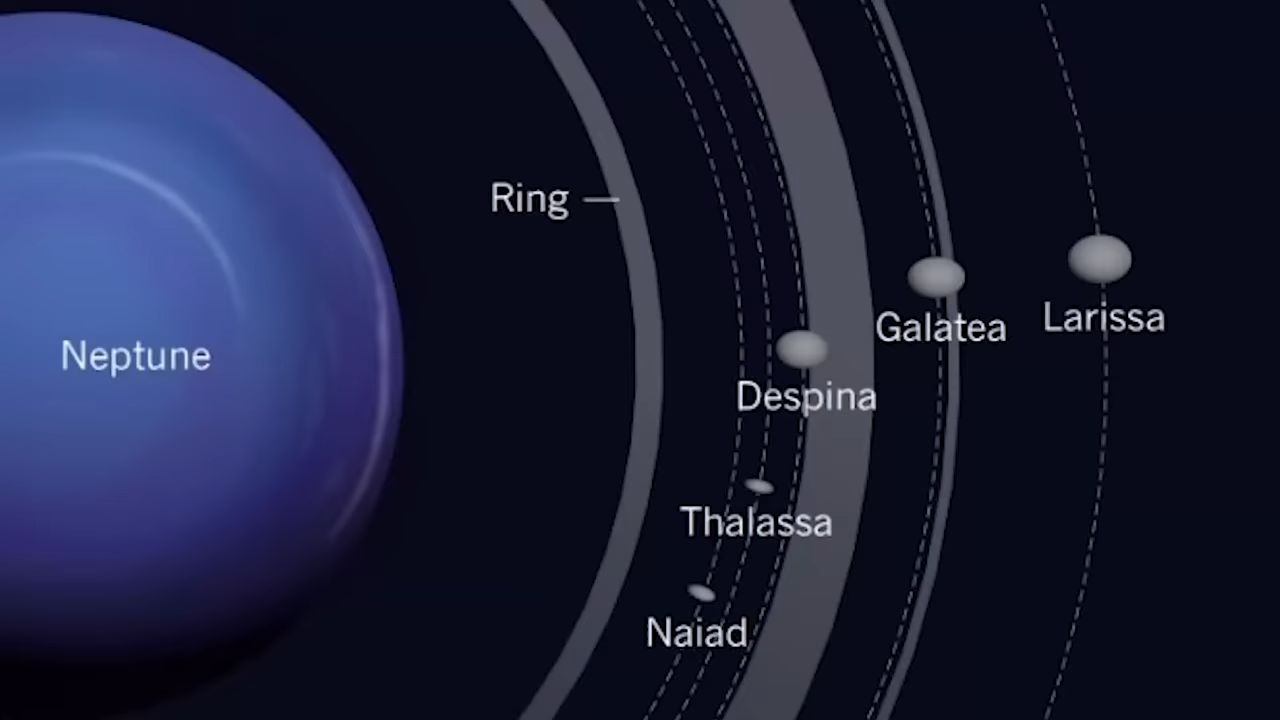 Ring
Neptune
Galatea
Larissa
Despina
Thalassa
Naiad